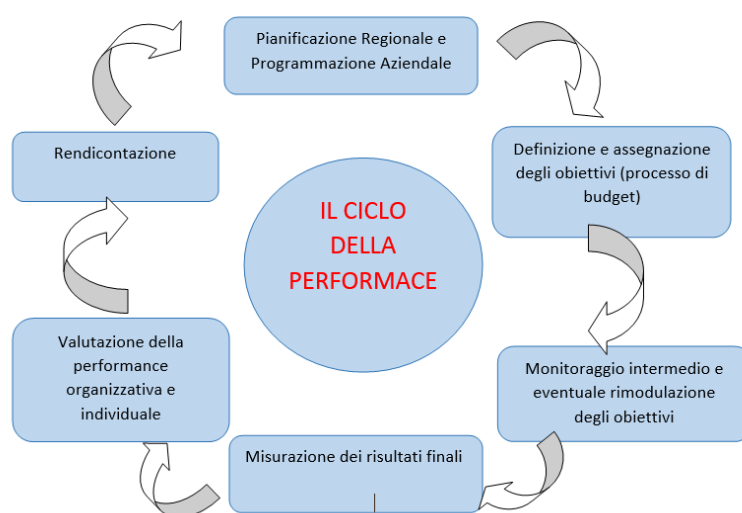 Pianificazione Regionale e
Programmazione Aziendale
Definizione e assegnazione
degli obiettivi (processo di
budget)
Monitoraggio intermedio e
eventuale rimodulazione
degli obiettivi
Misurazione dei risultati finali
Valutazione della
performance
organizzativa e
individuale
Rendicontazione
IL CICLO
DELLA
PERFORMACE